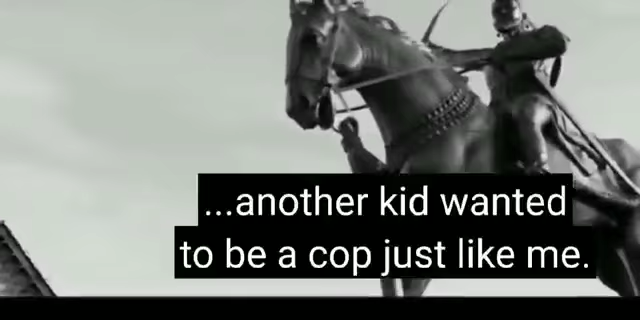 ...another kid wanted
to be a cop just like me.